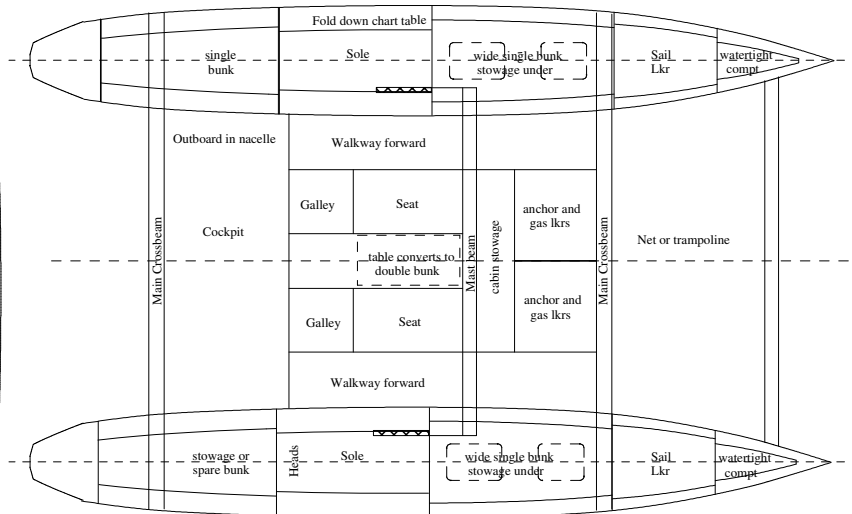 Fold down chart table
single
bunk
Sole
wide single bunk
stowage under
Sail
Lkr
watertight
compt
Outboard in nacelle
Walkway forward
Main Crossbeam
Cockpit
Galley
Seat
table converts to
double bunk
Mast beam
cabin stowage
anchor and
gas lkrs
Main Crossbeam
Net or trampoline
Galley
Seat
anchor and
gas lkrs
Walkway forward
stowage or
spare bunk
Heads
Sole
wide single bunk
stowage under
Sail
Lkr
watertight
compt